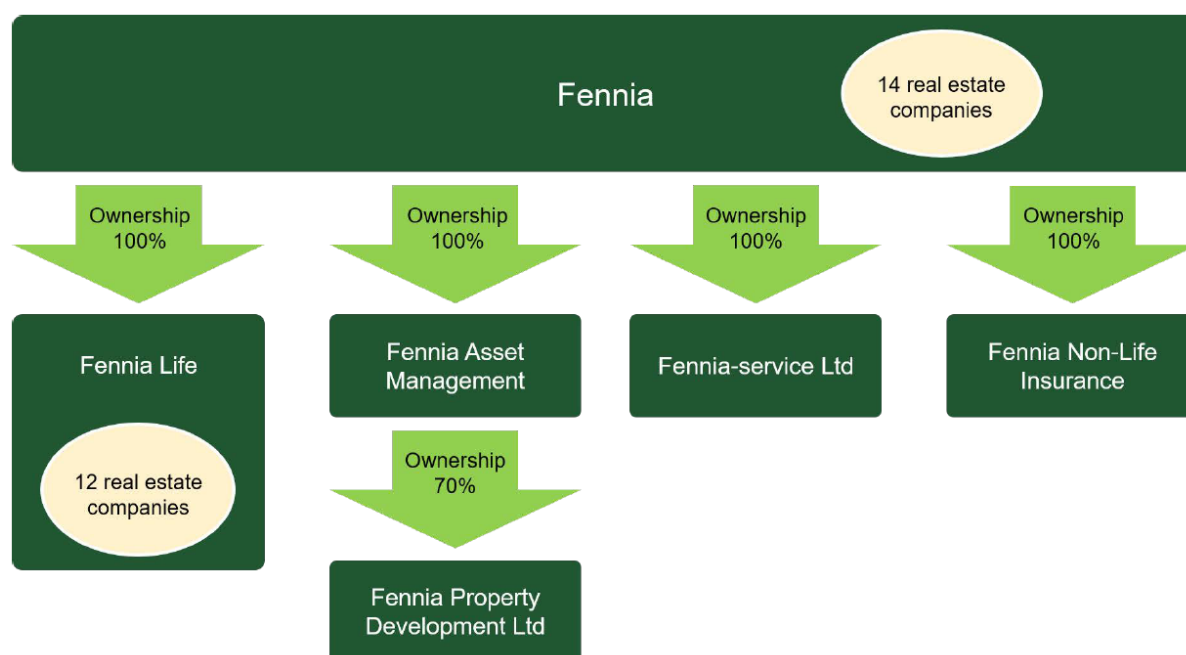 Fennia
14 real estate
companies
Ownership
100%
Ownership
100%
Ownership
100%
Ownership
100%
Fennia Life
Fennia Asset
Management
Fennia-service Ltd
Fennia Non-Life
Insurance
12 real estate
companies
Ownership
70%
Fennia Property
Development Ltd